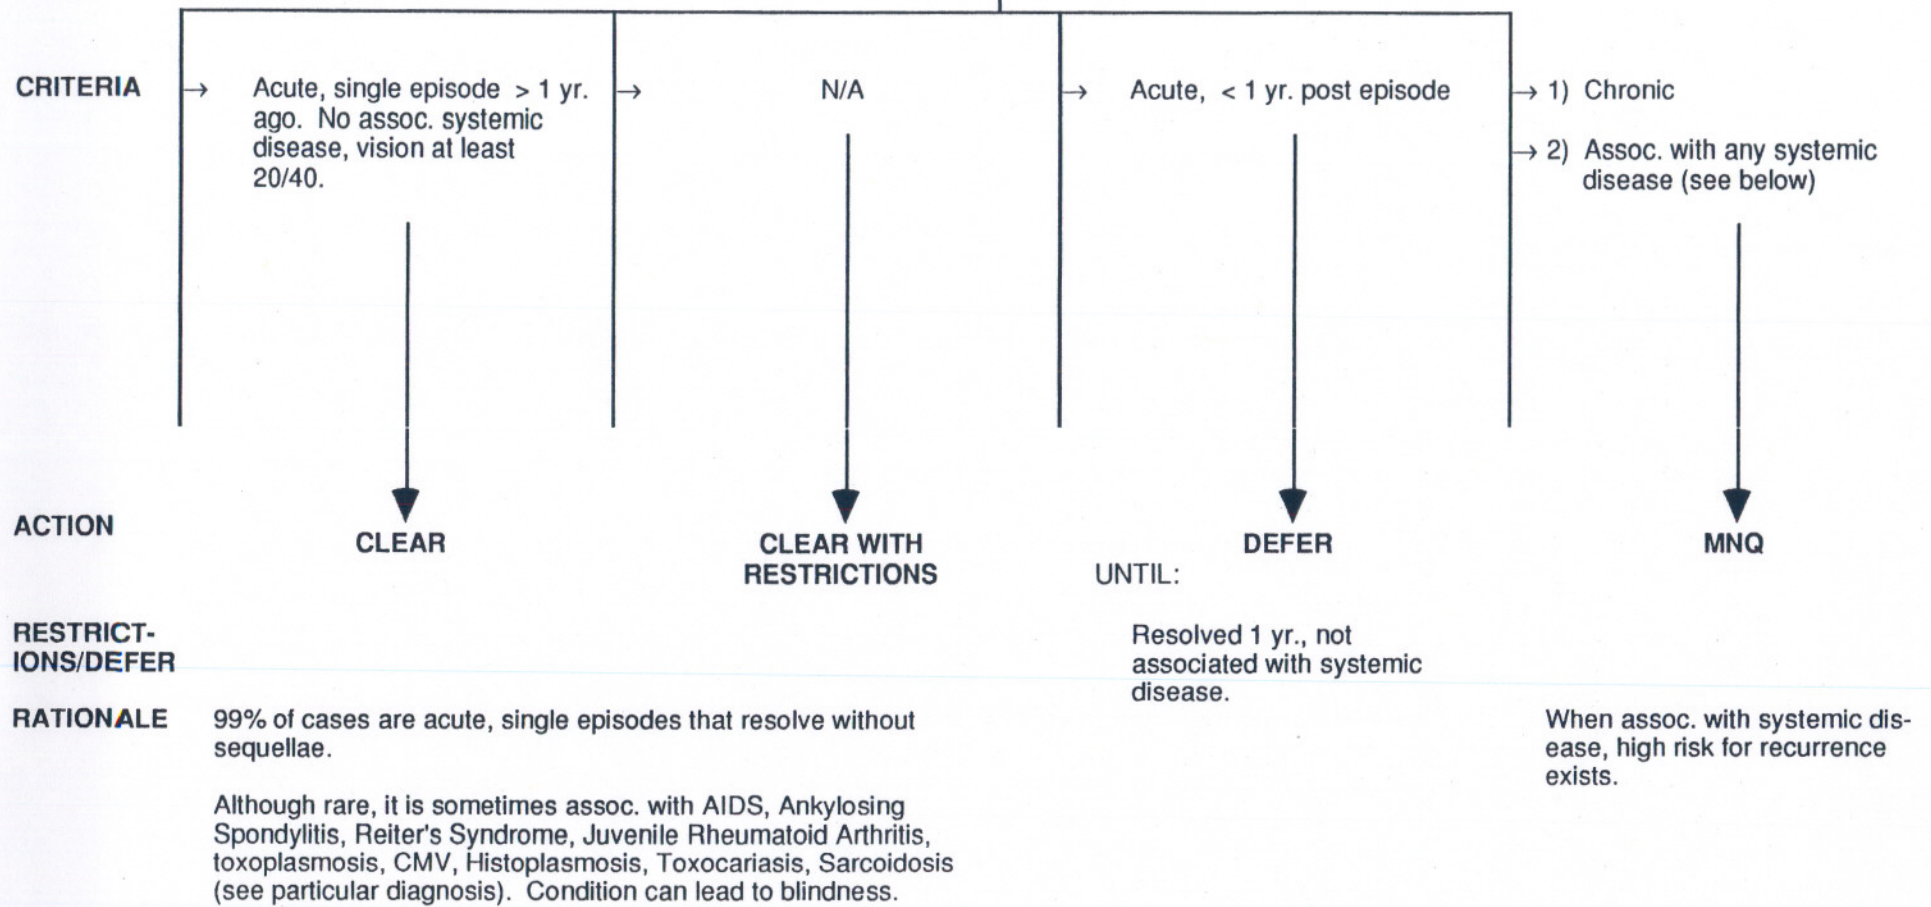 CRITERIA
→ Acute, single episode > 1 yr.
ago. No assoc. systemic
disease, vision at least
20/40.
→ N/A
→ Acute, < 1 yr. post episode
→ 1) Chronic
→ 2) Assoc. with any systemic
disease (see below)
ACTION
CLEAR
CLEAR WITH
RESTRICTIONS
DEFER
UNTIL:
MNQ
RESTRICT-
IONS/DEFER
Resolved 1 yr., not
associated with systemic
disease.
RATIONALE
99% of cases are acute, single episodes that resolve without
sequellae.
Although rare, it is sometimes assoc. with AIDS, Ankylosing
Spondylitis, Reiter's Syndrome, Juvenile Rheumatoid Arthritis,
toxoplasmosis, CMV, Histoplasmosis, Toxocariasis, Sarcoidosis
(see particular diagnosis). Condition can lead to blindness.
When assoc. with systemic dis-
ease, high risk for recurrence
exists.